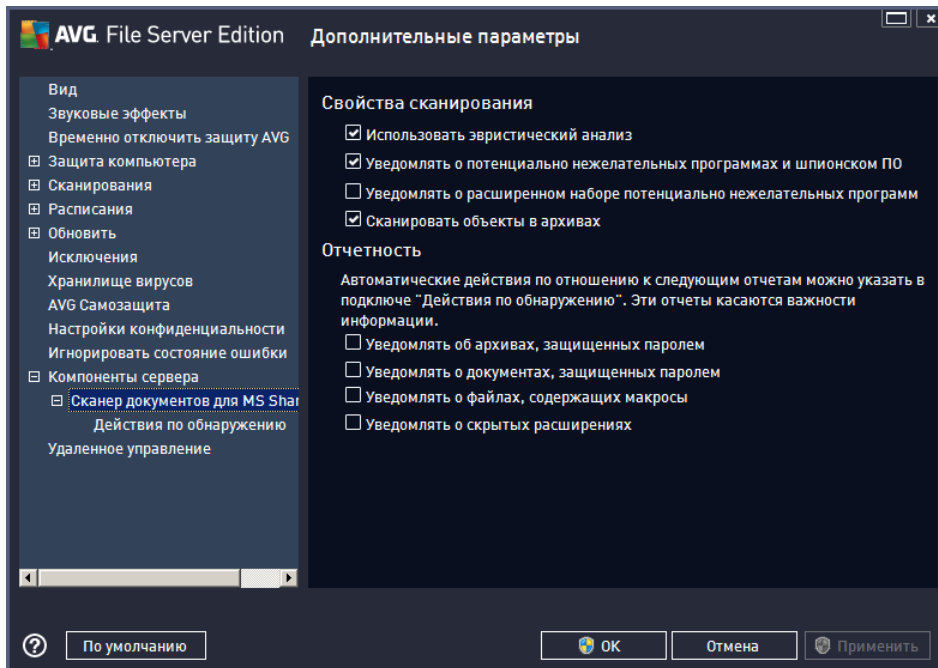 AVG. File Server Edition
Дополнительные параметры
Вид
Звуковые эффекты
Временно отключить защиту AVG
Защита компьютера
Сканирования
Расписания
Обновить
Исключения
Хранилище вирусов
AVG Самозащита
Настройки конфиденциальности
Игнорировать состояние ошибки
Компоненты сервера
Сканер документов для MS Shar
Действия по обнаружению
Удаленное управление
Свойства сканирования
Использовать эвристический анализ
Уведомлять о потенциально нежелательных программах и шпионском ПО
Уведомлять о расширенном наборе потенциально нежелательных программ
Сканировать объекты в архивах
Отчетность
Автоматические действия по отношению к следующим отчетам можно указать в
подключе "Действия по обнаружению". Эти отчеты касаются важности
информации.
Уведомлять об архивах, защищенных паролем
Уведомлять о документах, защищенных паролем
Уведомлять о файлах, содержащих макросы
Уведомлять о скрытых расширениях
? По умолчанию
OK
Отмена
Применить